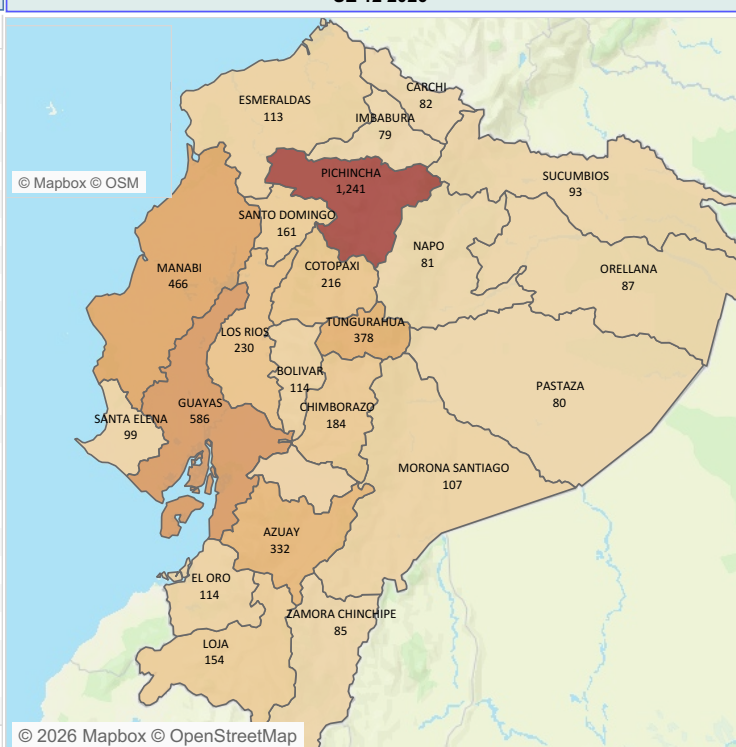 CARCHI
82
ESMERALDAS
113
IMBABURA
79
© Mapbox © OSM
PICHINCHA
1,241
SUCUMBIOS
93
SANTO DOMINGO
161
NAPO
81
MANABI
466
COTOPAXI
216
ORELLANA
87
LOS RIOS
230
TUNGURAHUA
378
BOLIVAR
114
PASTAZA
80
SANTA ELENA
99
GUAYAS
586
CHIMBORAZO
184
MORONA SANTIAGO
107
AZUAY
332
EL ORO
114
ZAMORA CHINCHIPE
85
LOJA
154
© 2026 Mapbox © OpenStreetMap